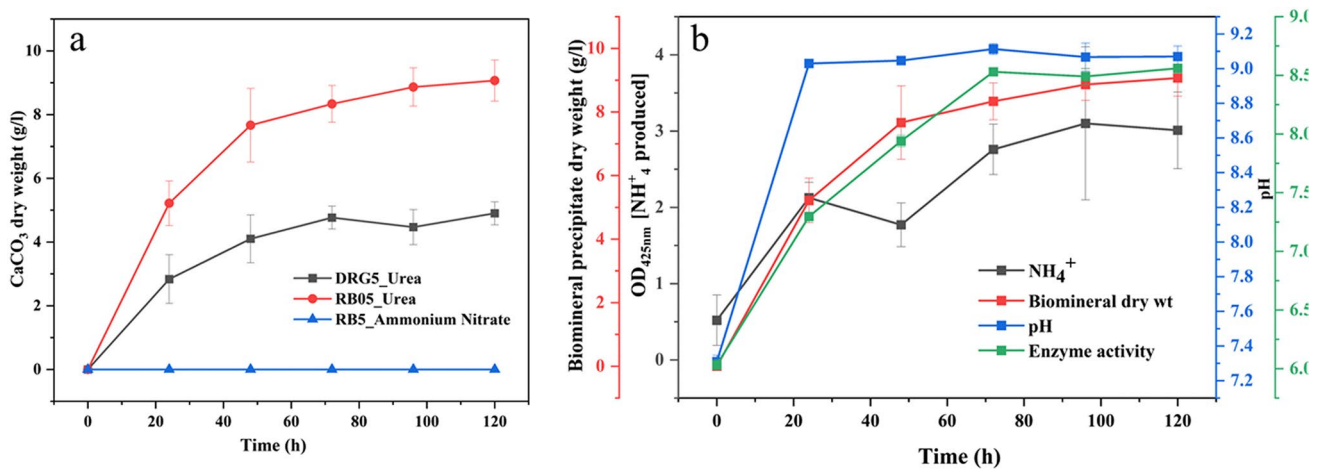 a
CaCO3 dry weight (g/l)
10
8
6
4
2
0
0 20 40 60 80 100 120
Time (h)
DRG5_Urea
RB05_Urea
RB5_Ammonium Nitrate
b
Biomineral precipitate dry weight (g/l)
10
8
6
4
2
0
OD425nm [NH4+ produced]
4
3
2
1
0
0 20 40 60 80 100 120
Time (h)
NH4+
Biomineral dry wt
pH
Enzyme activity
9.2
9.0
8.8
8.6
8.4
8.2
8.0
7.8
7.6
7.4
7.2
pH
9.0
8.5
8.0
7.5
7.0
6.5
6.0